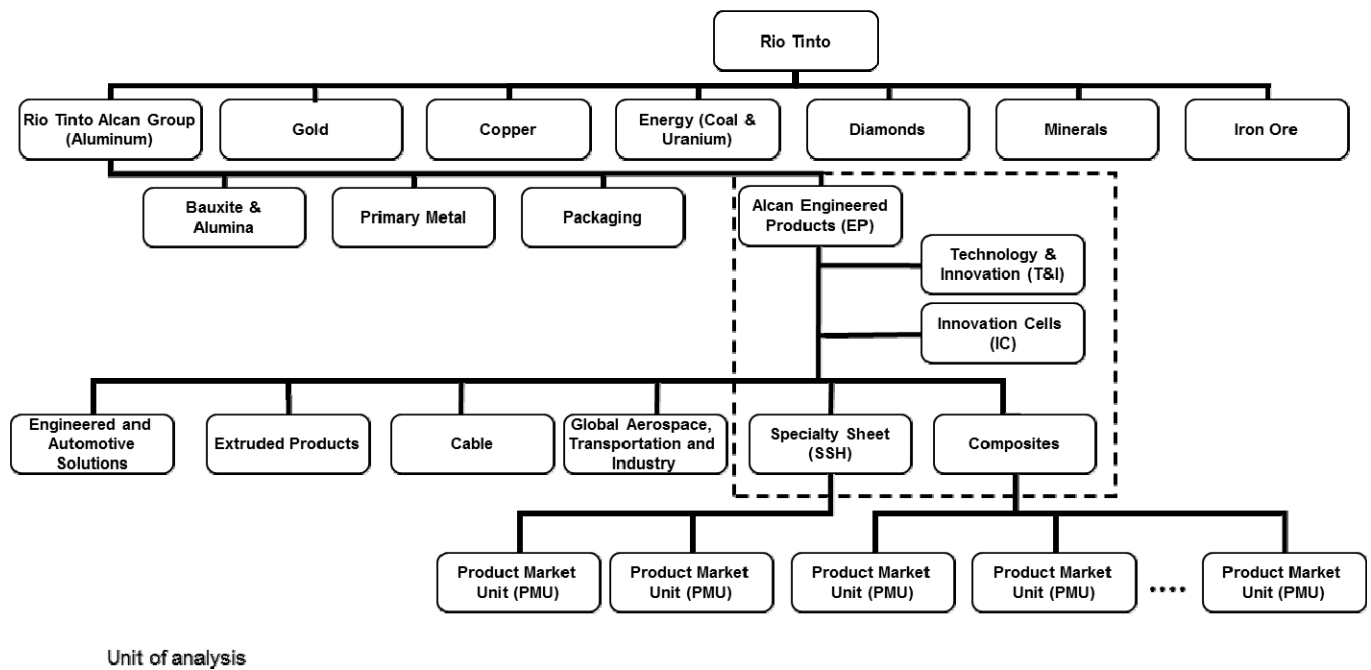 Rio Tinto
Rio Tinto Alcan Group
(Aluminum)
Gold
Copper
Energy (Coal &
Uranium)
Diamonds
Minerals
Iron Ore
Bauxite &
Alumina
Primary Metal
Packaging
Alcan Engineered
Products (EP)
Technology &
Innovation (T&I)
Innovation Cells
(IC)
Engineered and
Automotive
Solutions
Extruded Products
Cable
Global Aerospace,
Transportation and
Industry
Specialty Sheet
(SSH)
Composites
Product Market
Unit (PMU)
Product Market
Unit (PMU)
Product Market
Unit (PMU)
Product Market
Unit (PMU)
....
Product Market
Unit (PMU)
Unit of analysis